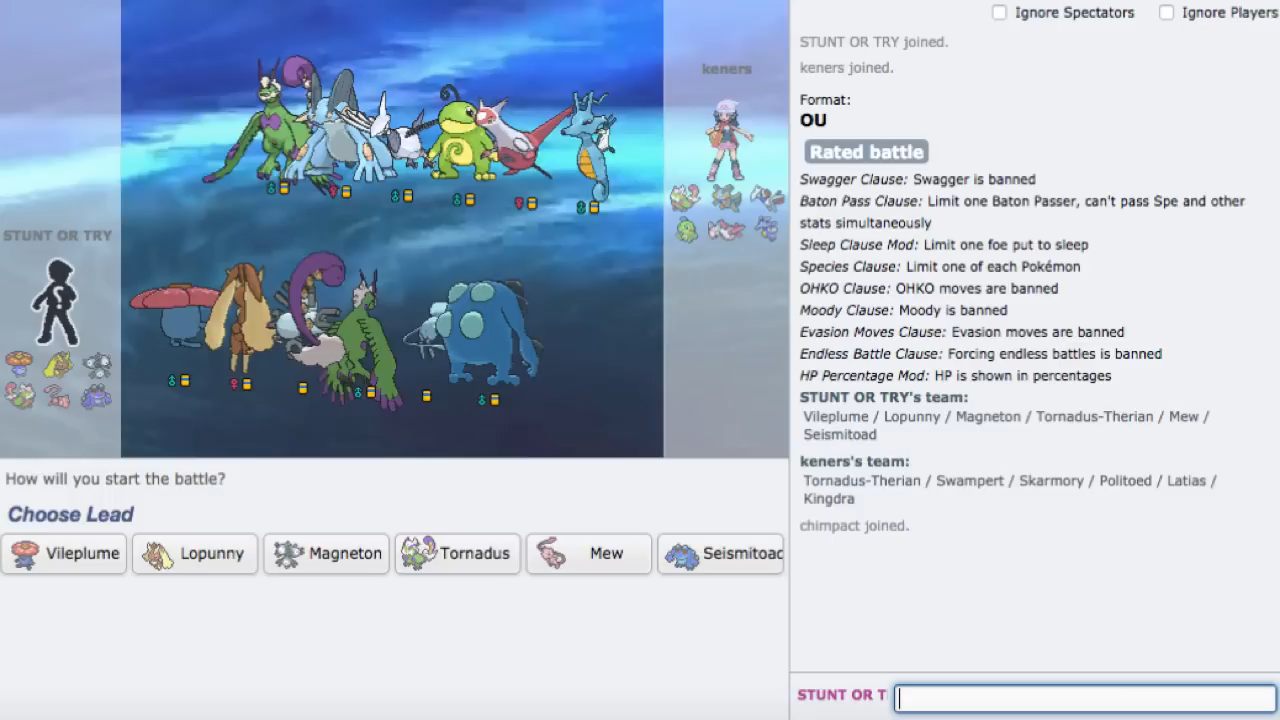 Ignore Spectators Ignore Players
STUNT OR TRY joined.
keners joined.
Format:
OU
Rated battle
Swagger Clause: Swagger is banned
Baton Pass Clause: Limit one Baton Passer, can't pass Spe and other
stats simultaneously
Sleep Clause Mod: Limit one foe put to sleep
Species Clause: Limit one of each Pokémon
OHKO Clause: OHKO moves are banned
Moody Clause: Moody is banned
Evasion Moves Clause: Evasion moves are banned
Endless Battle Clause: Forcing endless battles is banned
HP Percentage Mod: HP is shown in percentages
STUNT OR TRY's team:
Vileplume / Lopunny / Magneton / Tornadus-Therian / Mew /
Seismitoad
keners's team:
Tornadus-Therian / Swampert / Skarmory / Politoed / Latias /
Kingdra
chimpact joined.
STUNT OR T
keners
STUNT OR TRY
How will you start the battle?
Choose Lead
Vileplume Lopunny Magneton Tornadus Mew Seismitoad